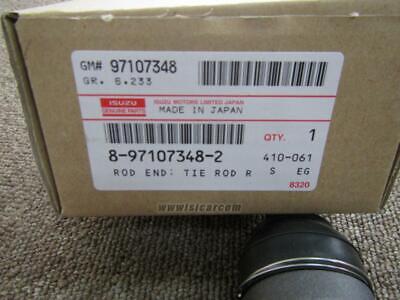 GM# 97107348
GR. 6.233
ISUZU
GENUINE PARTS
ISUZU MOTORS LIMITED JAPAN
MADE IN JAPAN
QTY. 1
8-97107348-2
410-061
ROD END; TIE ROD R
S EG
8320
www.isicar.com